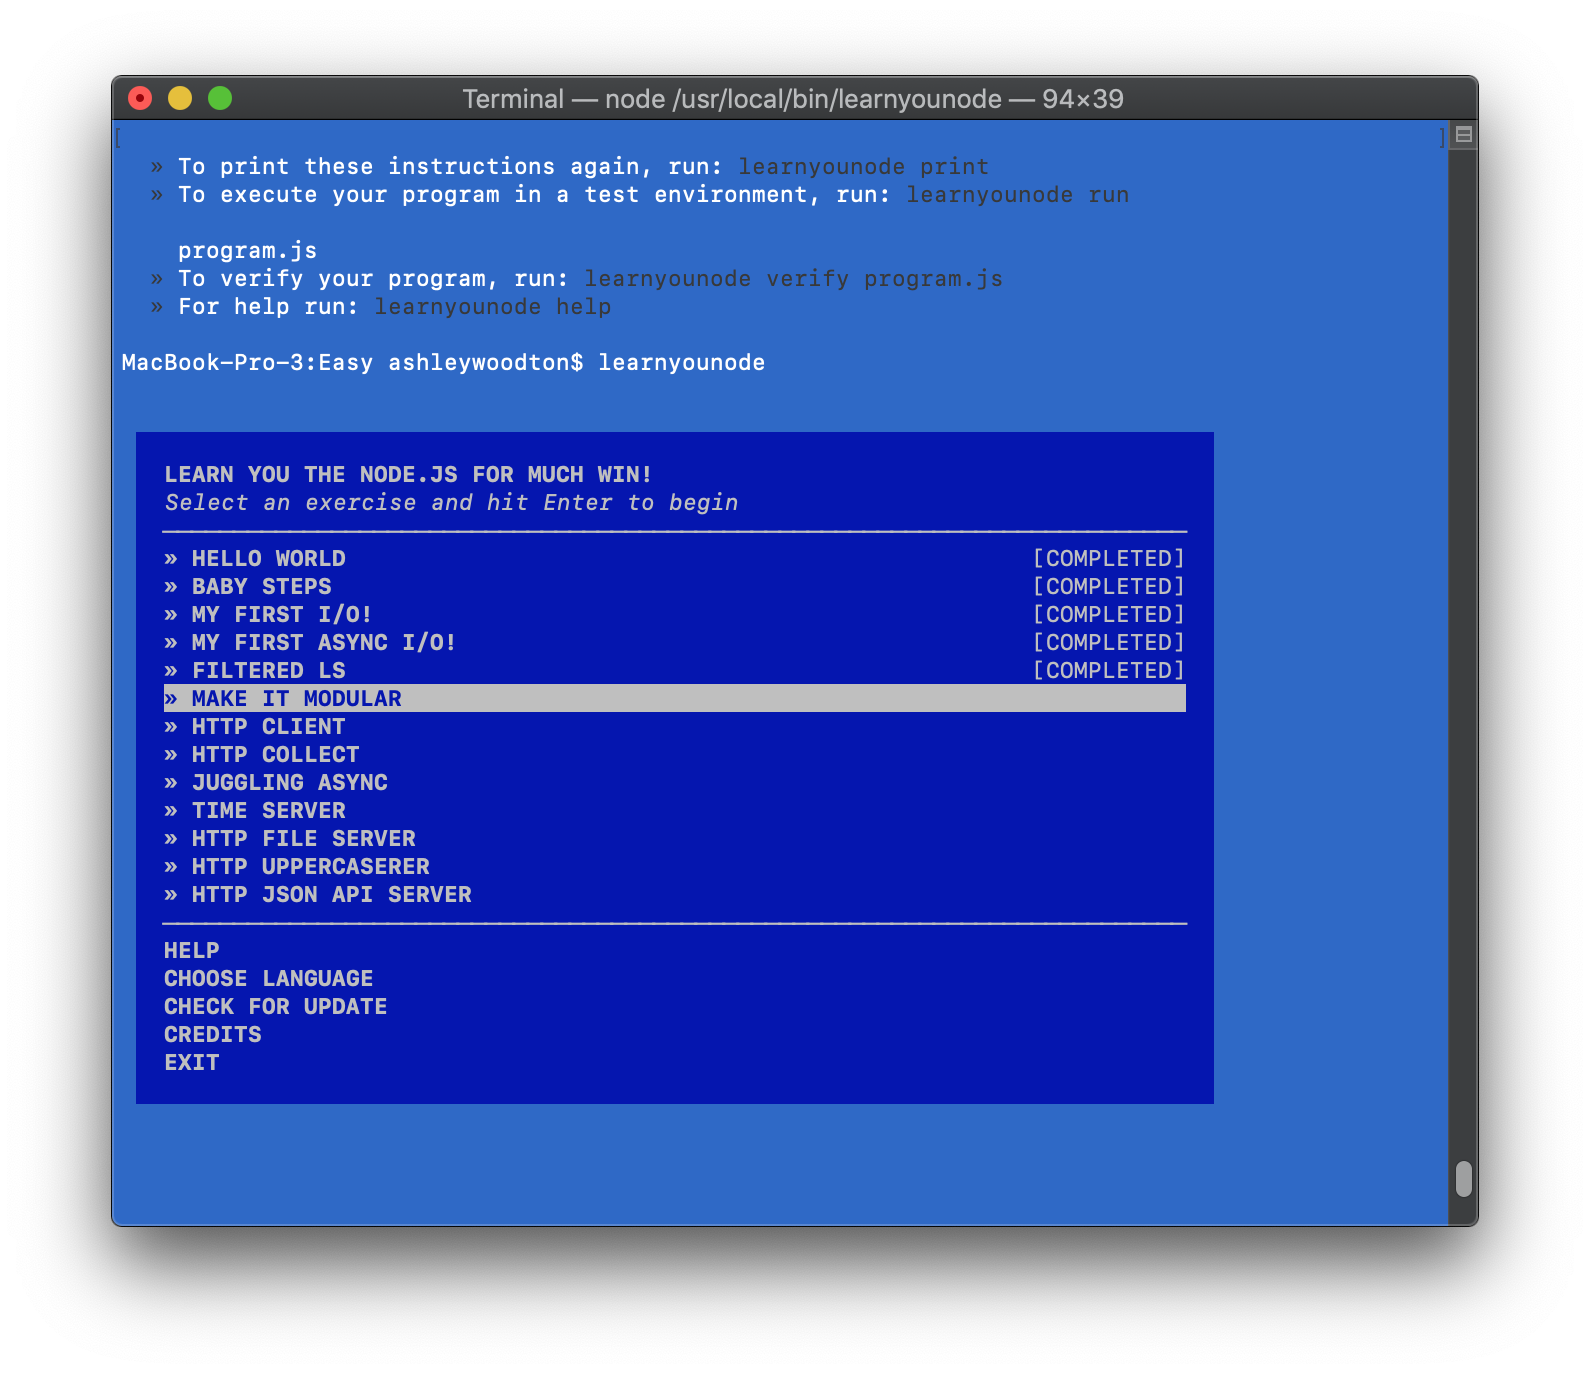 Terminal — node /usr/local/bin/learnyounode — 94×39
[ ]
» To print these instructions again, run: learnyounode print
» To execute your program in a test environment, run: learnyounode run
program.js
» To verify your program, run: learnyounode verify program.js
» For help run: learnyounode help
MacBook-Pro-3:Easy ashleywoodton$ learnyounode
LEARN YOU THE NODE.JS FOR MUCH WIN!
Select an exercise and hit Enter to begin
» HELLO WORLD [COMPLETED]
» BABY STEPS [COMPLETED]
» MY FIRST I/O! [COMPLETED]
» MY FIRST ASYNC I/O! [COMPLETED]
» FILTERED LS [COMPLETED]
» MAKE IT MODULAR
» HTTP CLIENT
» HTTP COLLECT
» JUGGLING ASYNC
» TIME SERVER
» HTTP FILE SERVER
» HTTP UPPERCASERER
» HTTP JSON API SERVER
HELP
CHOOSE LANGUAGE
CHECK FOR UPDATE
CREDITS
EXIT